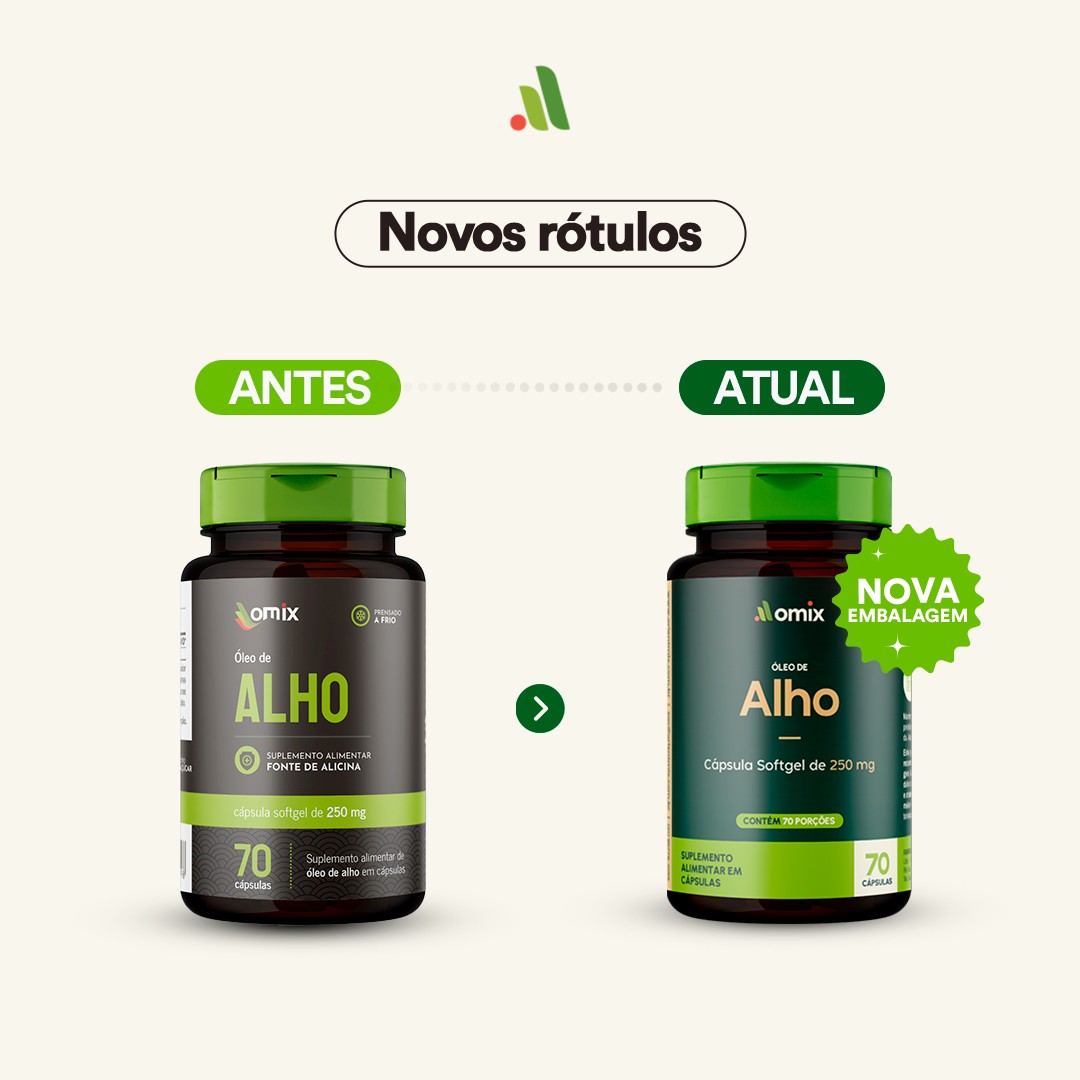 Novos rótulos
ANTES
ATUAL
omix
PRENSADO
A FRIO
Óleo de
ALHO
SUPLEMENTO ALIMENTAR
FONTE DE ALICINA
cápsula softgel de 250 mg
70
cápsulas
Suplemento alimentar de
óleo de alho em cápsulas
NOVA
EMBALAGEM
omix
ÓLEO DE
Alho
Cápsula Softgel de 250 mg
CONTÉM 70 PORÇÕES
SUPLEMENTO
ALIMENTAR EM
CÁPSULAS
70
CÁPSULAS